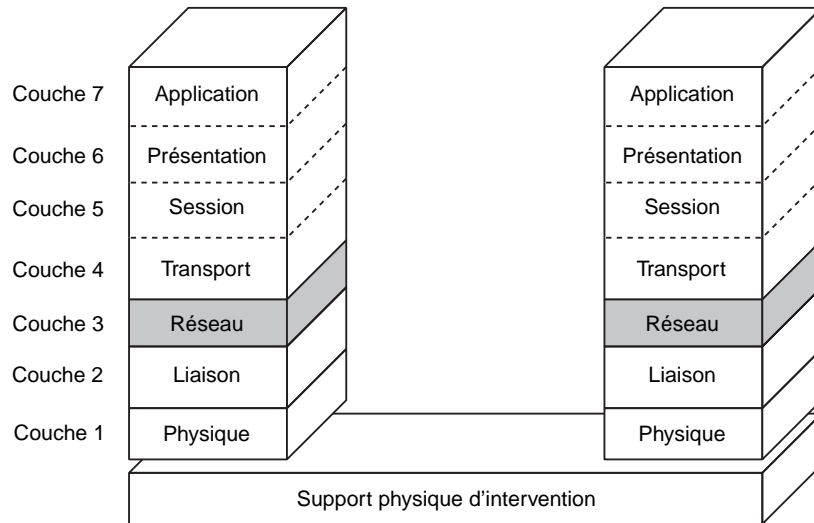 Couche 7 Application Application
Couche 6 Présentation Présentation
Couche 5 Session Session
Couche 4 Transport Transport
Couche 3 Réseau Réseau
Couche 2 Liaison Liaison
Couche 1 Physique Physique
Support physique d’intervention